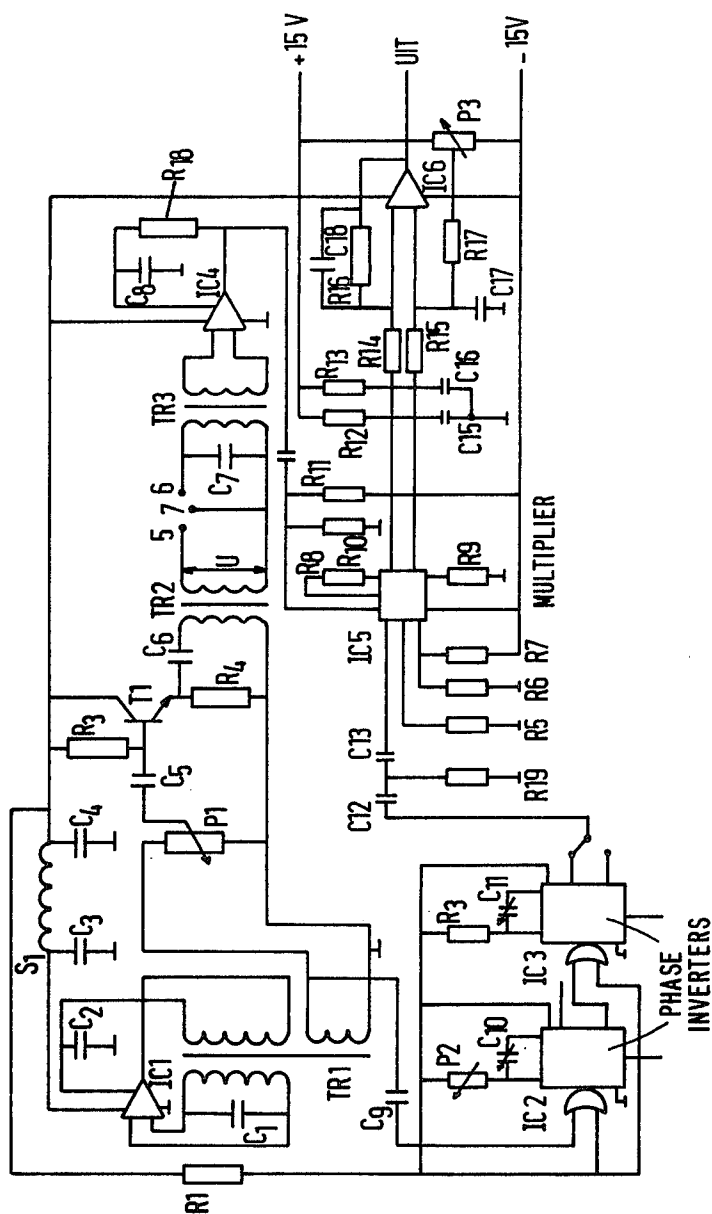 +15 V
UIT
-15V
R18
C8
IC4
C18
R16
IC6
P3
R17
C17
TR3
R14
R15
R13
C16
R12
C15
6
7
5
C7
R11
U
R10
R8
R9
TR2
C6
IC5
MULTIPLIER
T1
R4
R7
R6
R3
C5
R5
C13
R19
C12
C4
P1
S1
C3
C2
IC1
TR1
C1
C9
R3
C11
IC3
PHASE
INVERTERS
P2
C10
IC2
R1